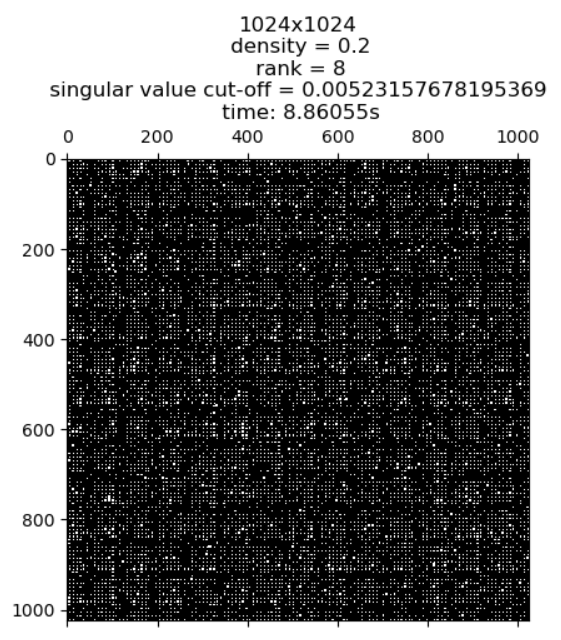 1024x1024
density = 0.2
rank = 8
singular value cut-off = 0.00523157678195369
time: 8.86055s
0 200 400 600 800 1000
0
200
400
600
800
1000